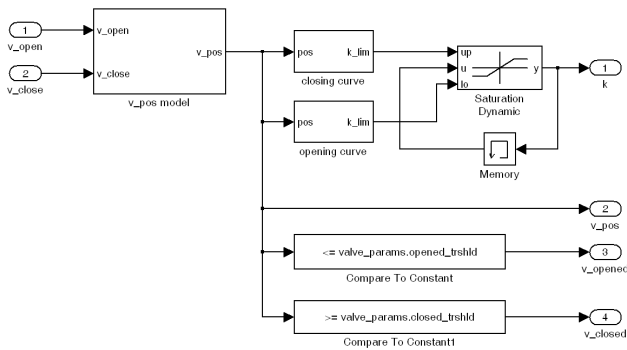 1
v_open
2
v_close
v_open
v_close
v_pos
v_pos model
pos
k_lim
closing curve
pos
k_lim
opening curve
up
u
lo
y
Saturation
Dynamic
Memory
1
k
2
v_pos
<= valve_params.opened_trshld
Compare To Constant
3
v_opened
>= valve_params.closed_trshld
Compare To Constant1
4
v_closed